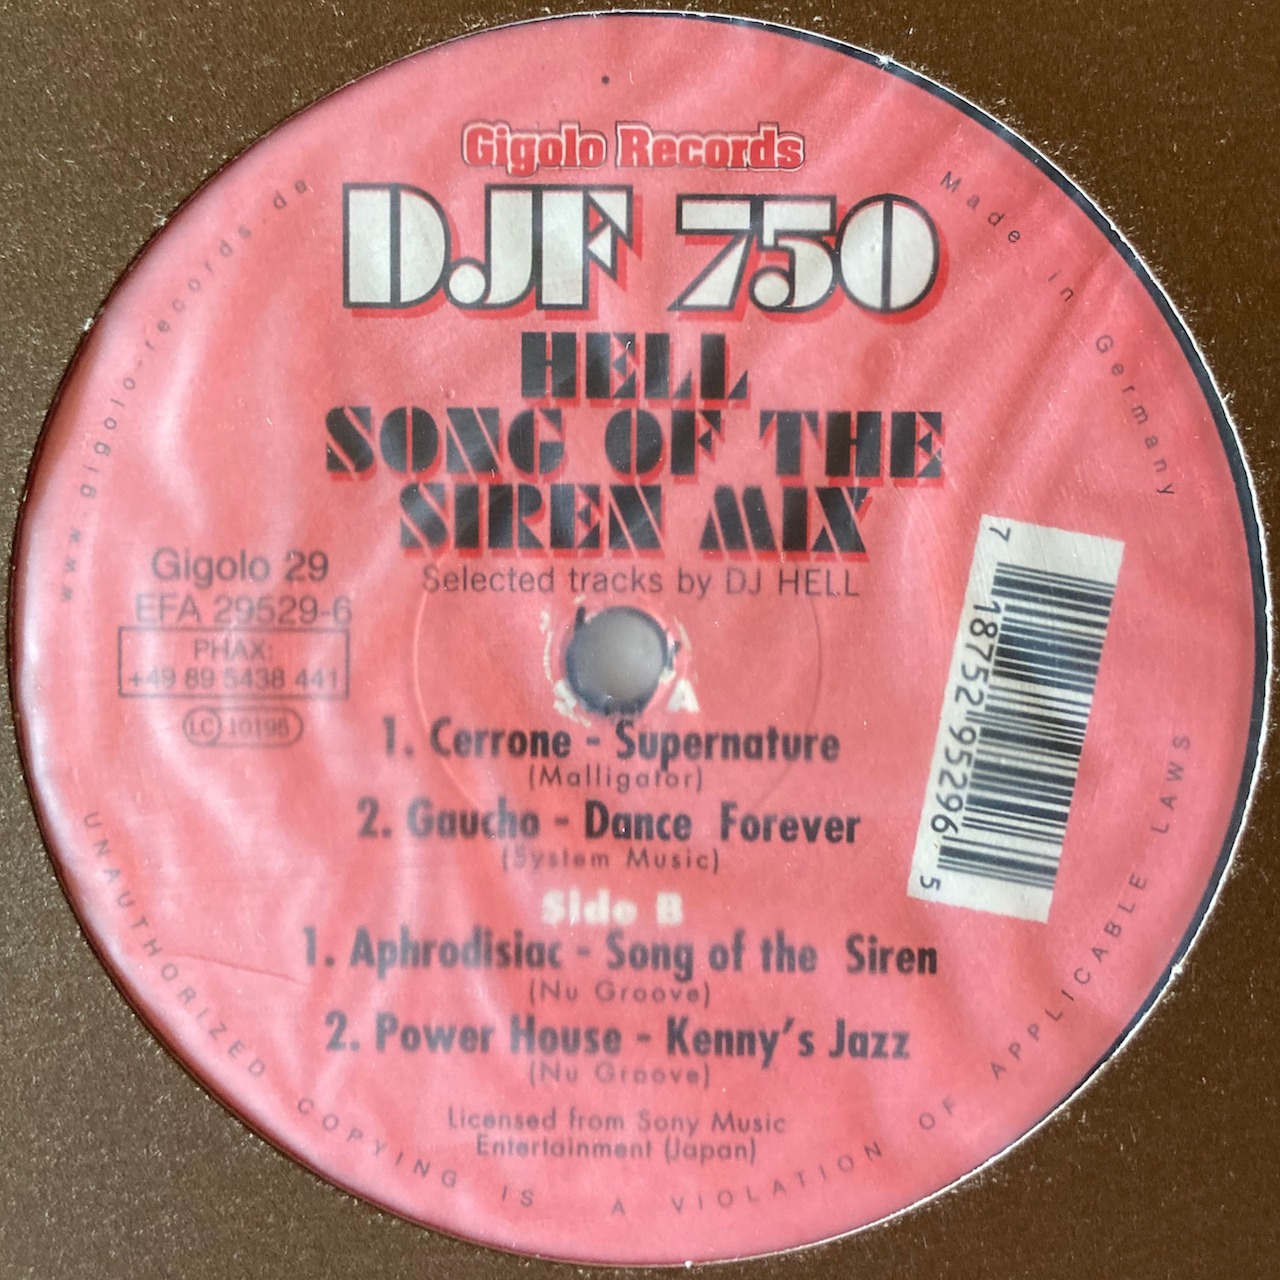 Gigolo Records
DJF 750
HELL
SONG OF THE
SIREN MIX
Selected tracks by DJ HELL
www.gigolo-records.de
Made in Germany
Gigolo 29
EFA 29529-6
PHAX:
+49 89 5438 441
LC 10195
A
1. Cerrone - Supernature
(Malligator)
2. Gaucho - Dance Forever
(System Music)
Side B
1. Aphrodisiac - Song of the Siren
(Nu Groove)
2. Power House - Kenny's Jazz
(Nu Groove)
Licensed from Sony Music
Entertainment (Japan)
7 18752 95296 5
UNAUTHORIZED COPYING IS A VIOLATION OF APPLICABLE LAWS